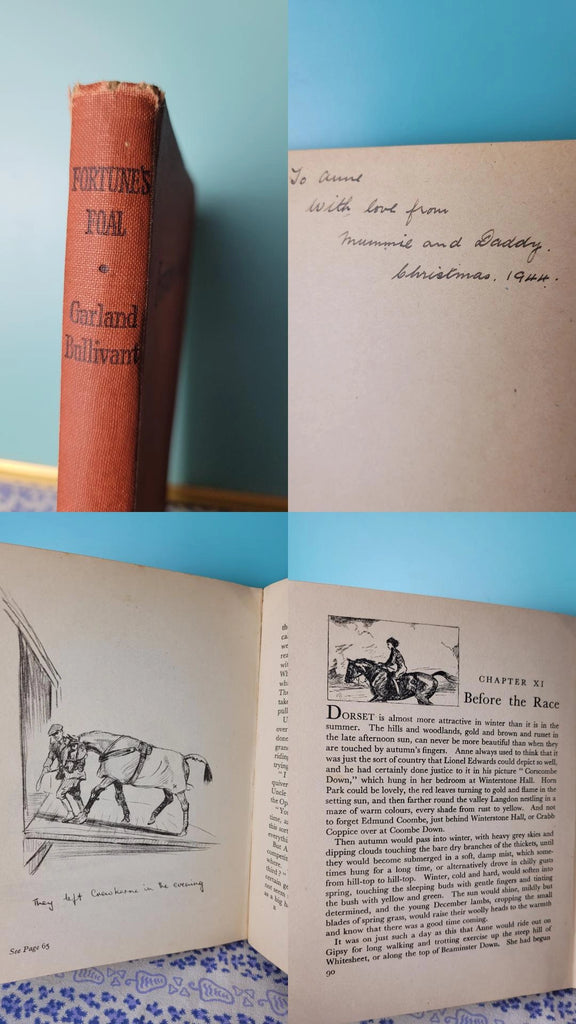 FORTUNE'S
FOAL
Garland
Bullivant
To Anne
With love from
Mummie and Daddy.
Christmas. 1944.
They left Crewkerne in the evening
See Page 65
CHAPTER XI
Before the Race
DORSET is almost more attractive in winter than it is in the
summer. The hills and woodlands, gold and brown and russet in
the late afternoon sun, can never be more beautiful than when they
are touched by autumn's fingers. Anne always used to think that it
was just the sort of country that Lionel Edwards could depict so well,
and he had certainly done justice to it in his picture "Corscombe
Down," which hung in her bedroom at Winterstone Hall. Horn
Park could be lovely, the red leaves turning to gold and flame in the
setting sun, and then farther round the valley Langdon nestling in a
maze of warm colours, every shade from rust to yellow. And not
to forget Edmund Coombe, just behind Winterstone Hall, or Crabb
Coppice over at Coombe Down.
Then autumn would pass into winter, with heavy grey skies and
dipping clouds touching the bare dry branches of the thickets, until
they would become submerged in a soft, damp mist, which some-
times hung for a long time, or alternatively drove in chilly gusts
from hill-top to hill-top. Winter, cold and hard, would soften into
spring, touching the sleeping buds with gentle fingers and tinting
the bush with yellow and green. The sun would shine, mildly but
determined, and the young December lambs, cropping the small
blades of spring grass, would raise their woolly heads to the warmth
and know that there was a good time coming.
It was on just such a day as this that Anne would ride out on
Gipsy for long walking and trotting exercise up the steep hill of
Whitesheet, or along the top of Beaminster Down. She had begun
90